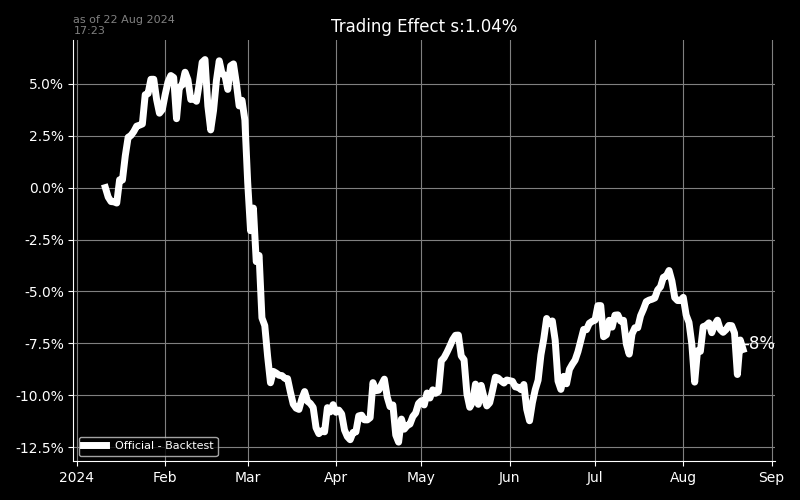 as of 22 Aug 2024
17:23
Trading Effect s:1.04%
5.0%
2.5%
0.0%
-2.5%
-5.0%
-7.5%
-10.0%
-12.5%
-8%
Official - Backtest
2024 Feb Mar Apr May Jun Jul Aug Sep